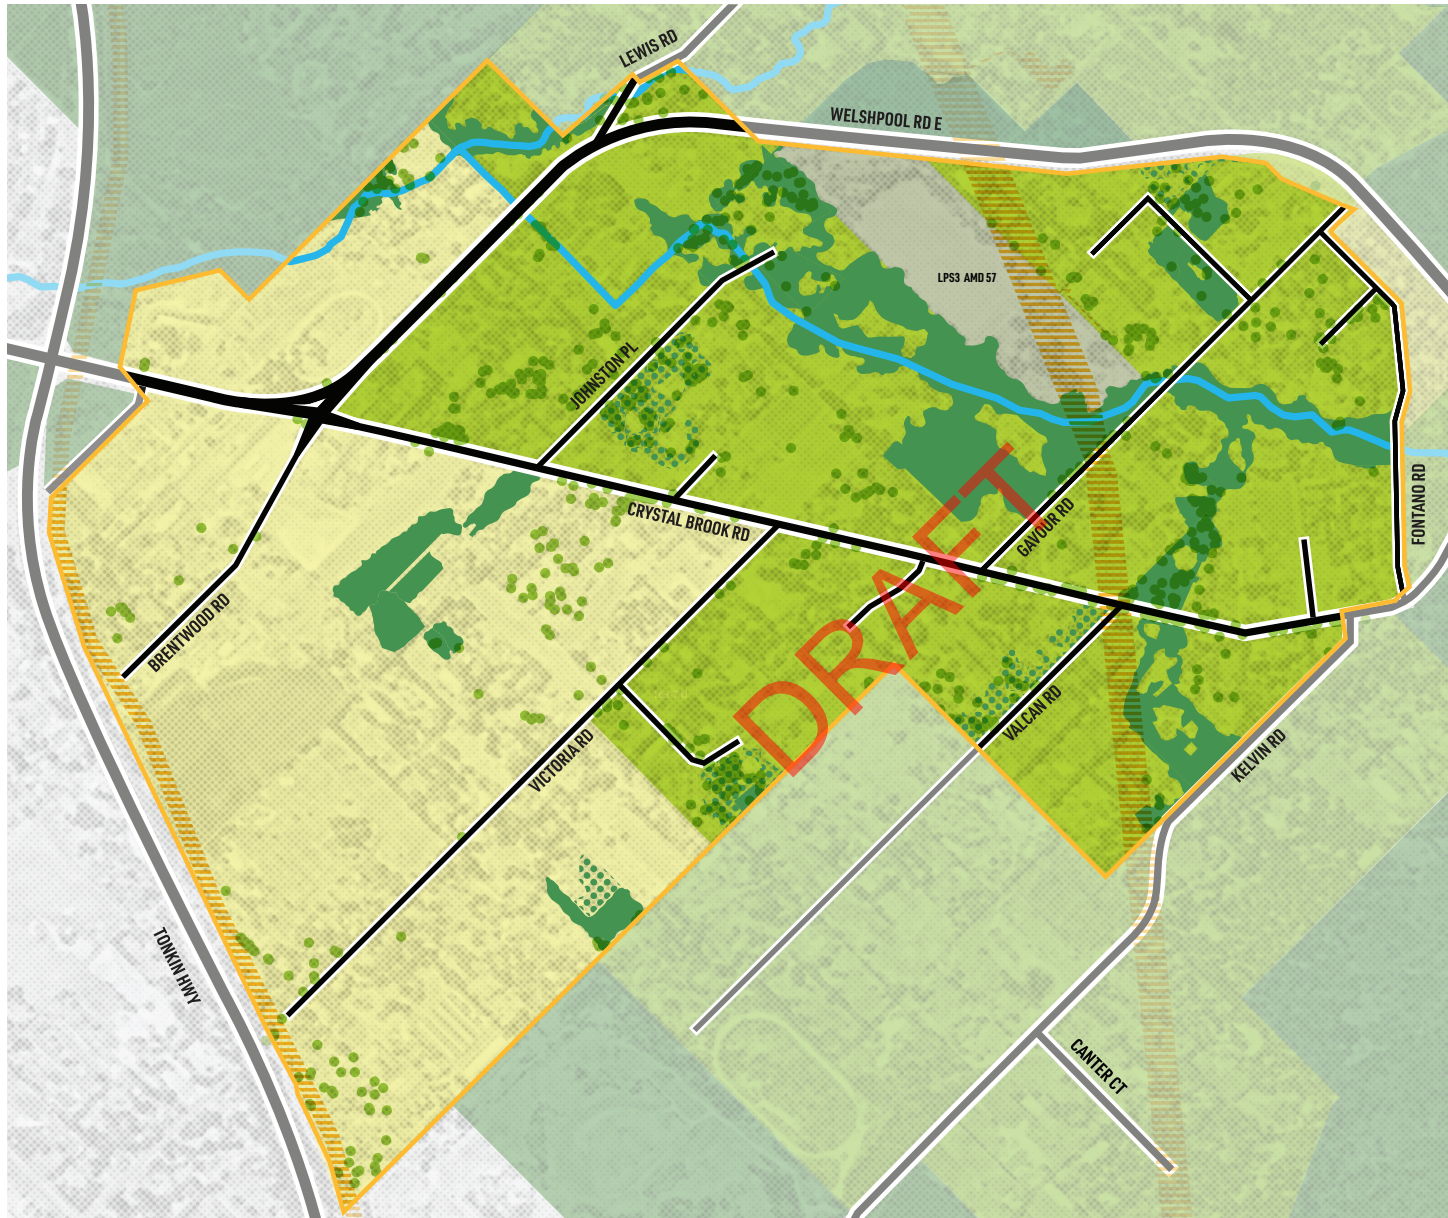 LEWIS RD
WELSHPOOL RD E
LPS3 AMD 57
JOHNSTON PL
CRYSTAL BROOK RD
GAVOUR RD
FONTANO RD
DRAFT
BRENTWOOD RD
VICTORIA RD
VALCAN RD
KELVIN RD
TONKIN HWY
CANTER CT